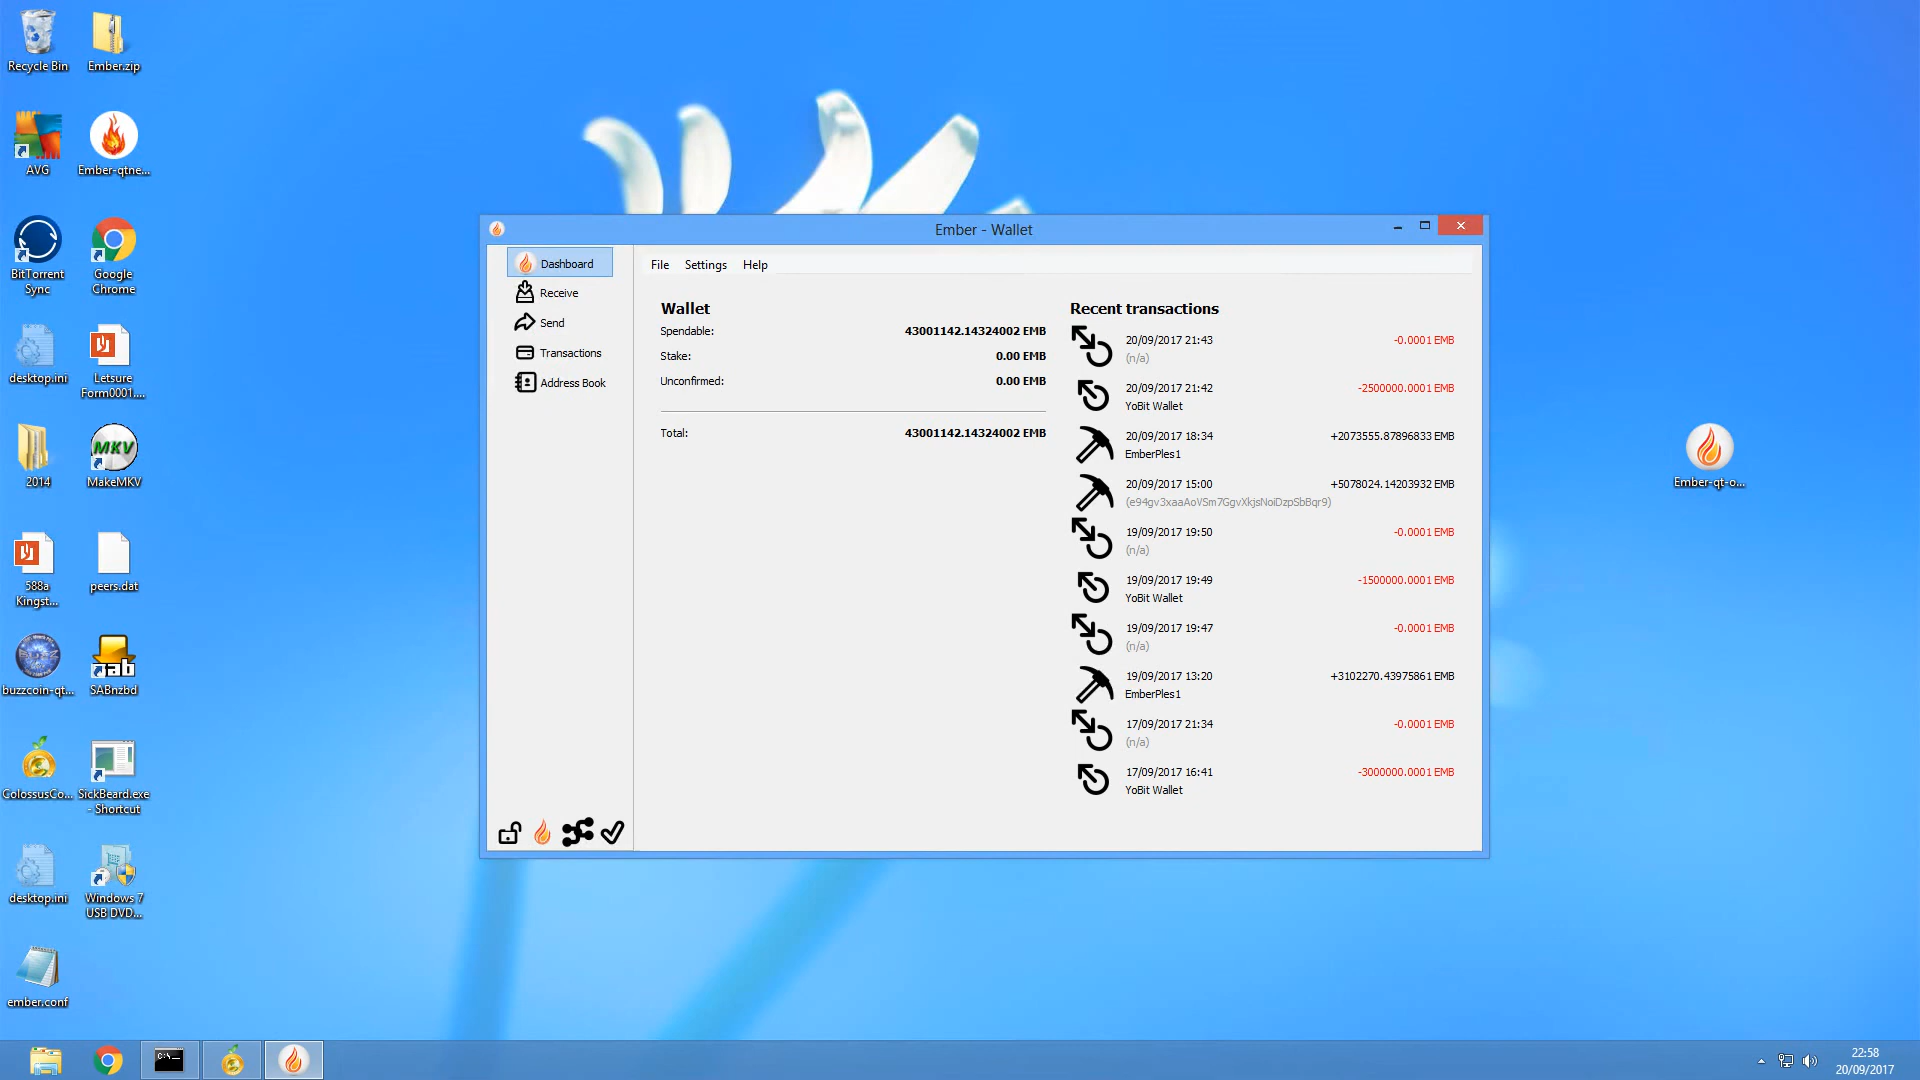 Recycle Bin
Ember.zip
AVG
Ember-qtne...
BitTorrent
Sync
Google
Chrome
desktop.ini
Letsure
Form0001....
2014
MKV
MakeMKV
588a
Kingst...
peers.dat
buzzcoin-qt...
sab
SABnzbd
ColossusCo...
SickBeard.exe
- Shortcut
desktop.ini
Windows 7
USB DVD...
ember.conf
Ember-qt-o...
Ember - Wallet
Dashboard
Receive
Send
Transactions
Address Book
File Settings Help
Wallet
Spendable: 43001142.14324002 EMB
Stake: 0.00 EMB
Unconfirmed: 0.00 EMB
Total: 43001142.14324002 EMB
Recent transactions
20/09/2017 21:43 -0.0001 EMB
(n/a)
20/09/2017 21:42 -2500000.0001 EMB
YoBit Wallet
20/09/2017 18:34 +2073555.87896833 EMB
EmberPles1
20/09/2017 15:00 +5078024.14203932 EMB
(e94gv3xaaAoVSm7GgvXkjsNoiDzpSbBqr9)
19/09/2017 19:50 -0.0001 EMB
(n/a)
19/09/2017 19:49 -1500000.0001 EMB
YoBit Wallet
19/09/2017 19:47 -0.0001 EMB
(n/a)
19/09/2017 13:20 +3102270.43975861 EMB
EmberPles1
17/09/2017 21:34 -0.0001 EMB
(n/a)
17/09/2017 16:41 -3000000.0001 EMB
YoBit Wallet
C:\
22:58
20/09/2017